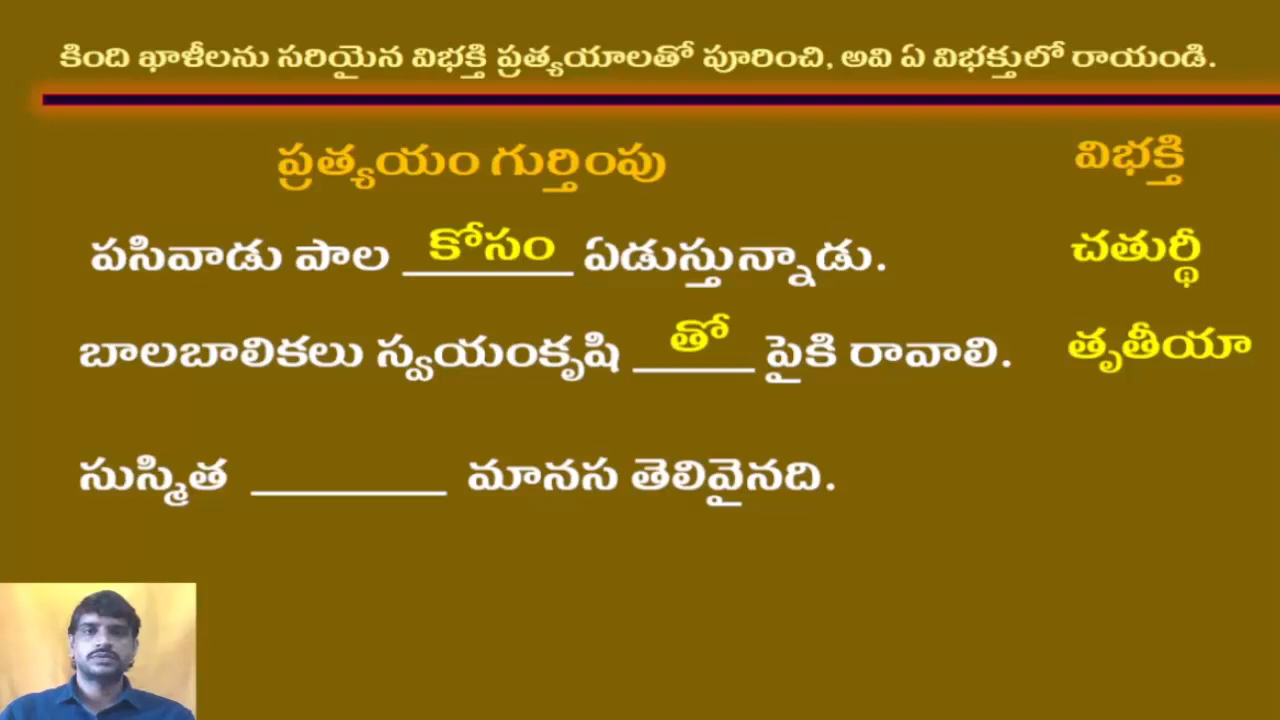 కింది ఖాళీలను సరియైన విభక్తి ప్రత్యయాలతో పూరించి, అవి ఏ విభక్తులో రాయండి.
ప్రత్యయం గుర్తింపు విభక్తి
పసివాడు పాల కోసం ఏడుస్తున్నాడు. చతుర్థీ
బాలబాలికలు స్వయంకృషి తో పైకి రావాలి. తృతీయా
సుస్మిత ________ మానస తెలివైనది.